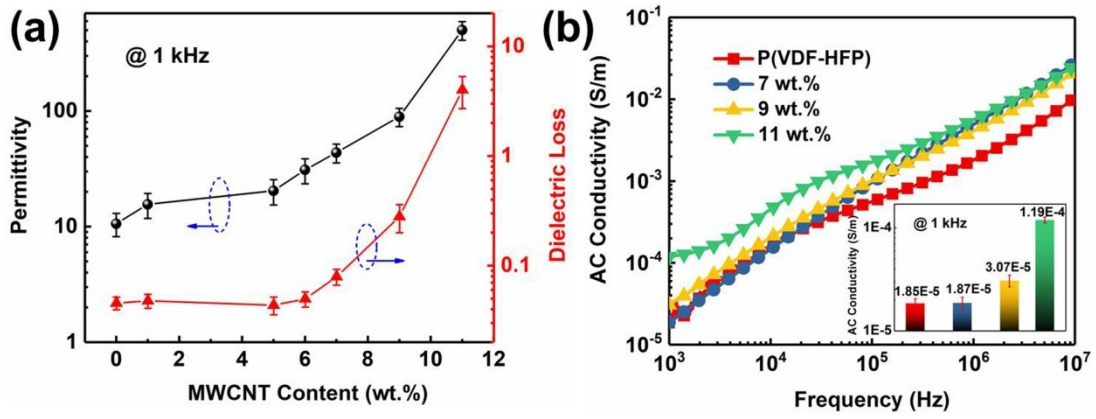 (a)
@ 1 kHz
Permittivity
100
10
1
Dielectric Loss
10
1
0.1
0 2 4 6 8 10 12
MWCNT Content (wt.%)
(b)
AC Conductivity (S/m)
10-1
10-2
10-3
10-4
10-5
P(VDF-HFP)
7 wt.%
9 wt.%
11 wt.%
AC Conductivity (S/m)
@ 1 kHz
1E-4
1E-5
1.85E-5 1.87E-5 3.07E-5 1.19E-4
103 104 105 106 107
Frequency (Hz)